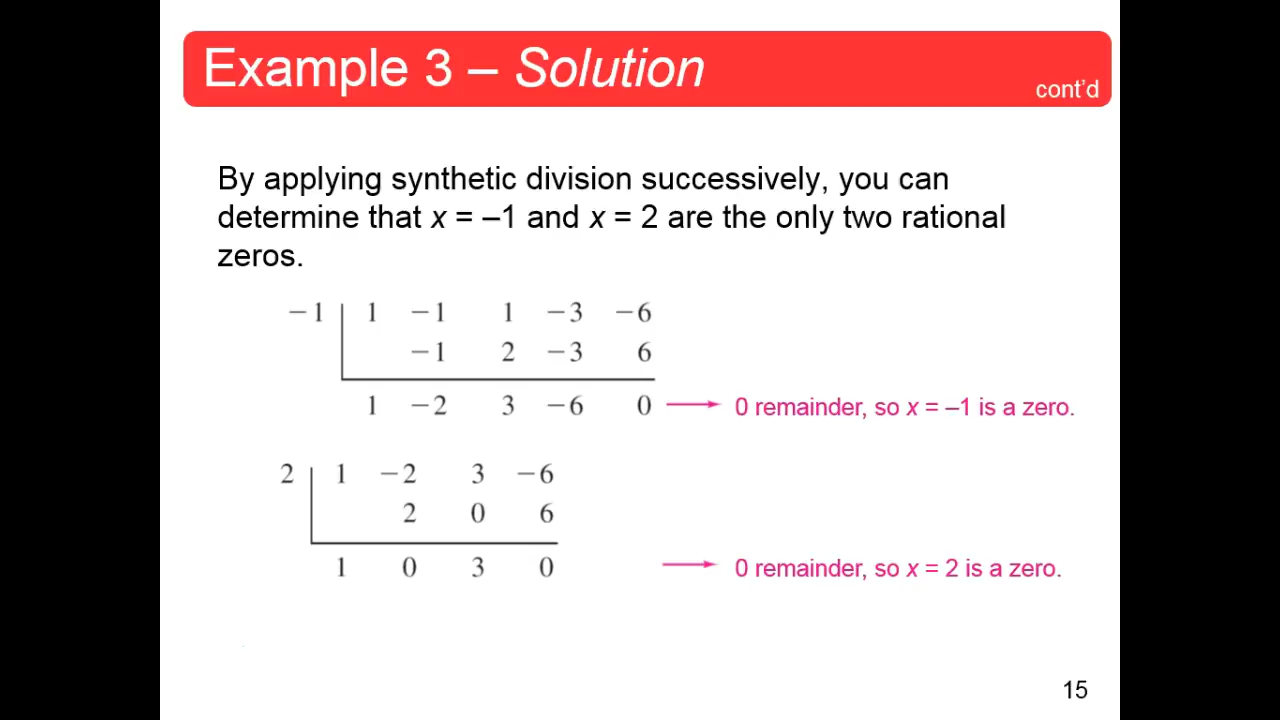 Example 3 – Solution
cont'd
By applying synthetic division successively, you can
determine that x = –1 and x = 2 are the only two rational
zeros.
−1 1 −1 1 −3 −6
−1 2 −3 6
1 −2 3 −6 0 0 remainder, so x = –1 is a zero.
2 1 −2 3 −6
2 0 6
1 0 3 0 0 remainder, so x = 2 is a zero.
15